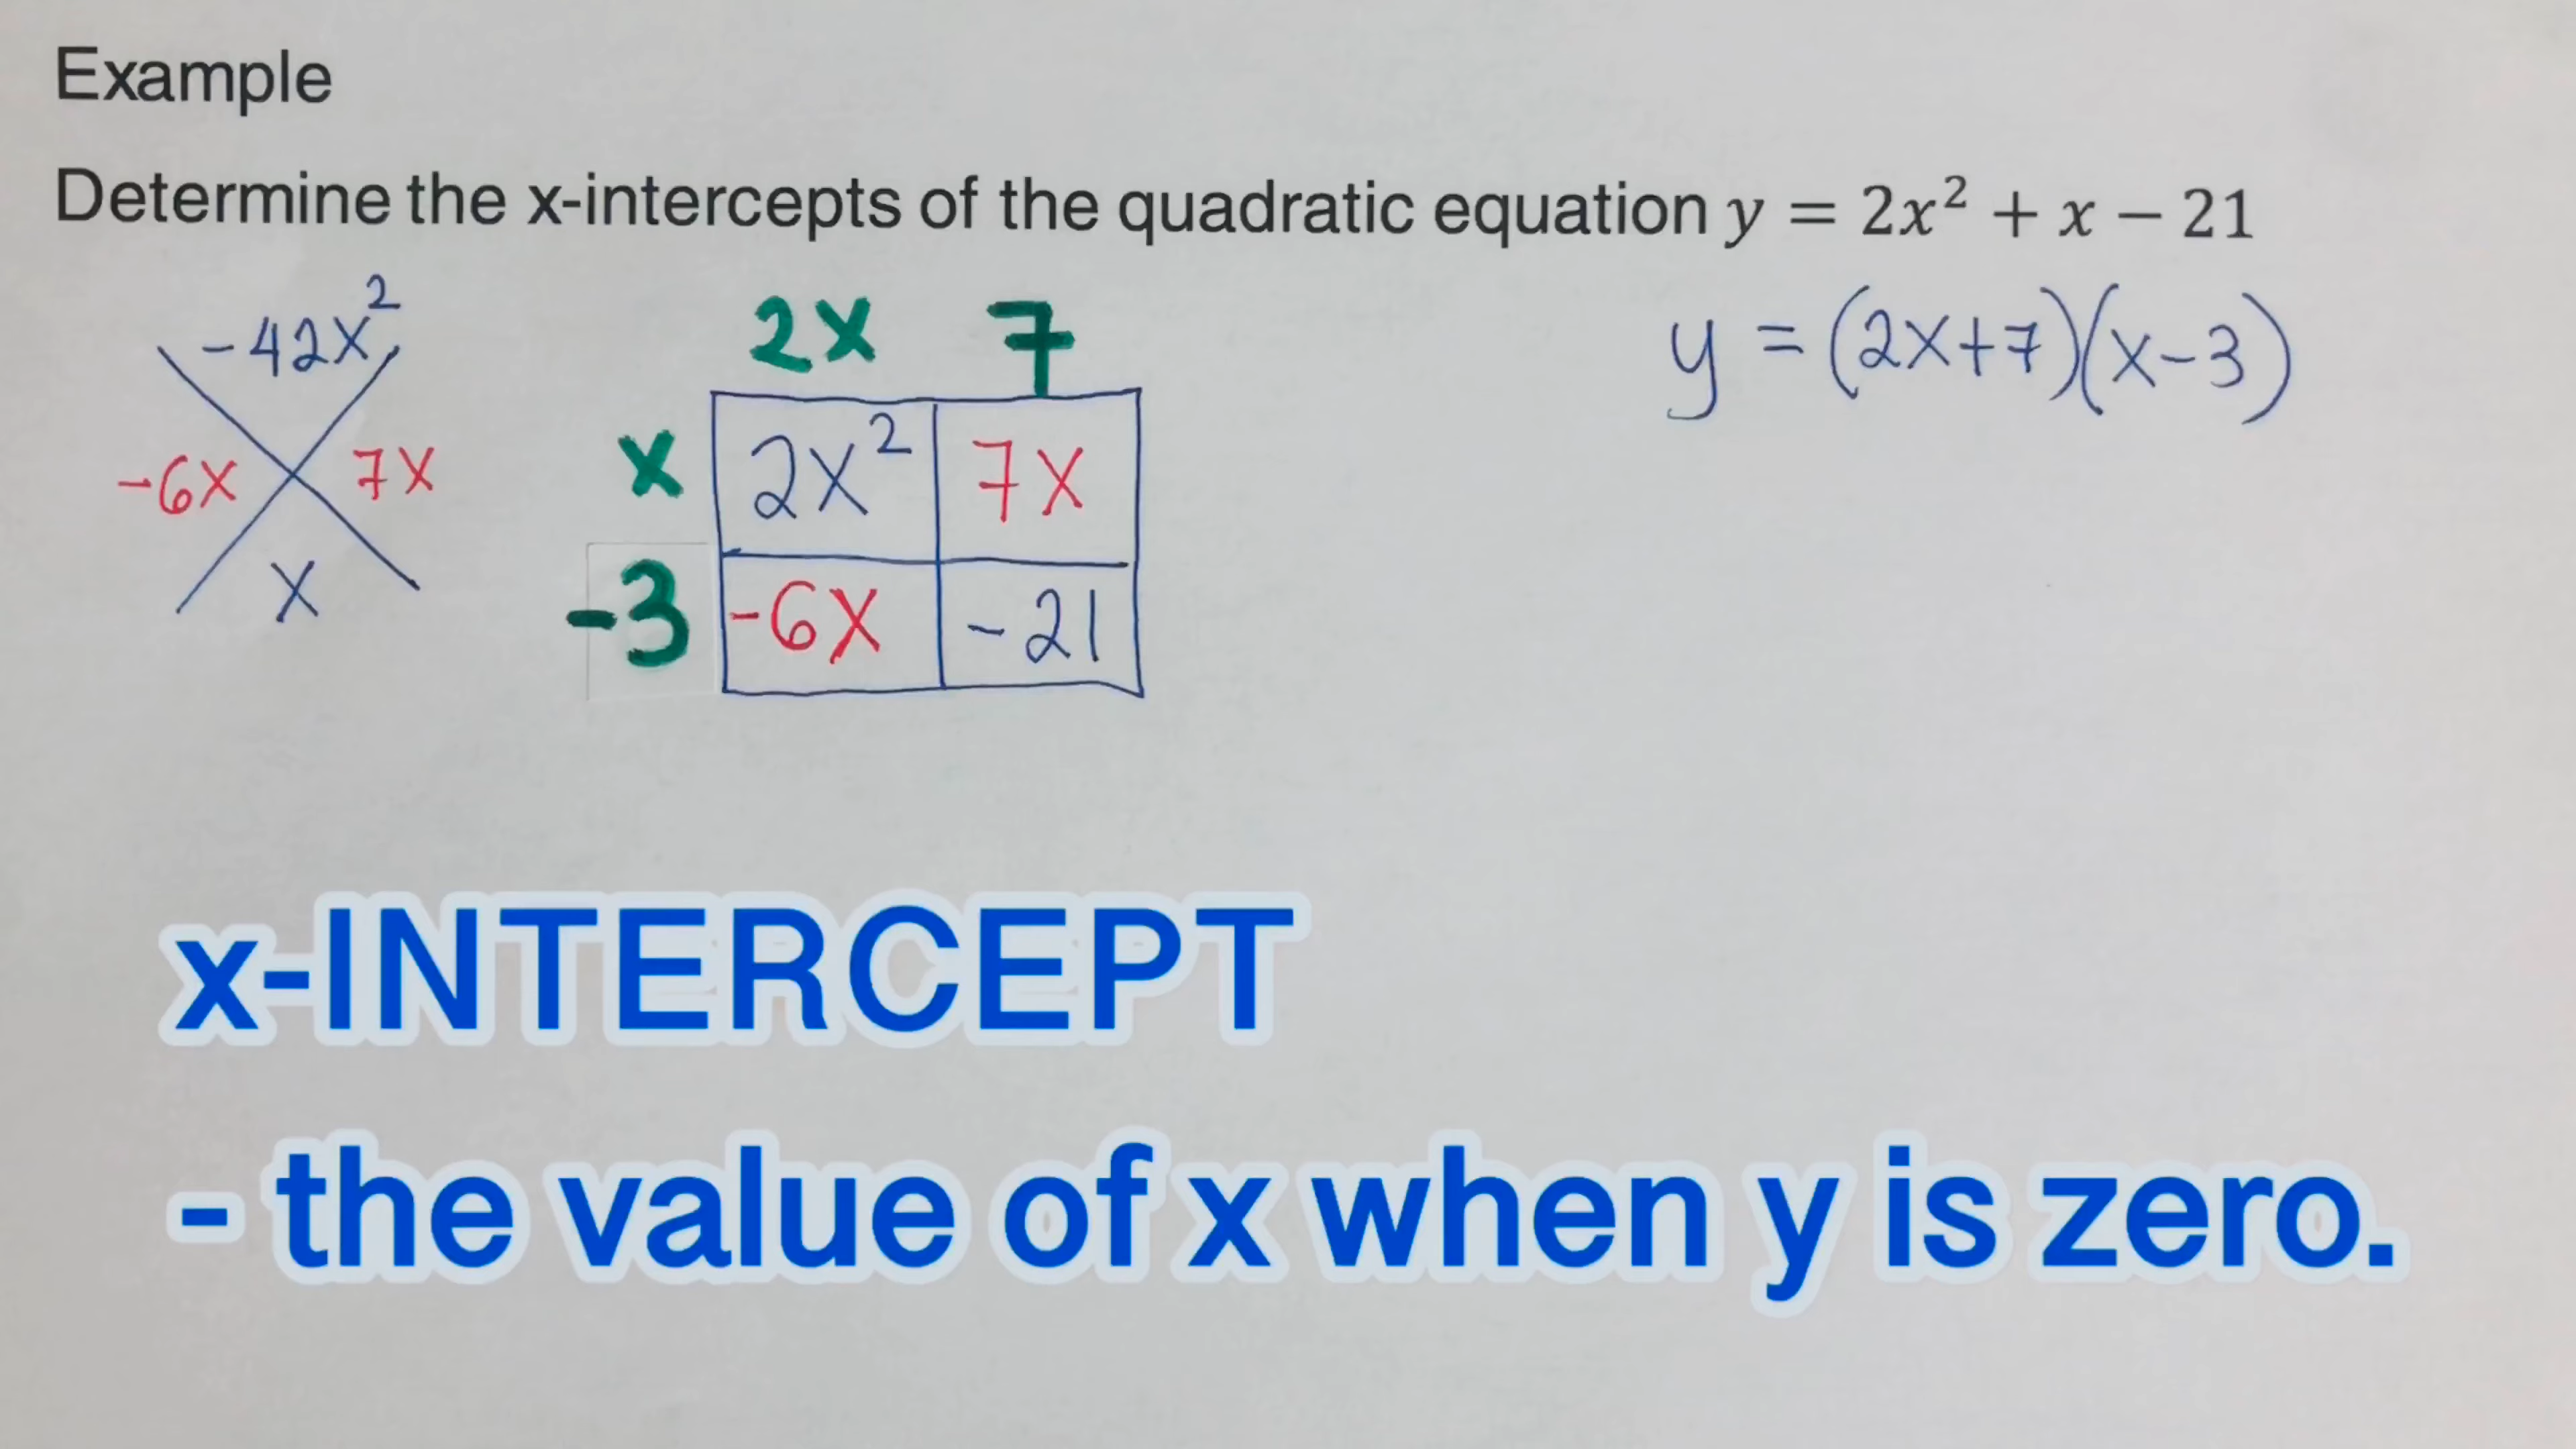 Example
Determine the x-intercepts of the quadratic equation y = 2x² + x − 21
-42x²
-6x 7x
x
2x 7
x 2x² 7x
-3 -6x -21
y = (2x+7)(x-3)
x-INTERCEPT
- the value of x when y is zero.